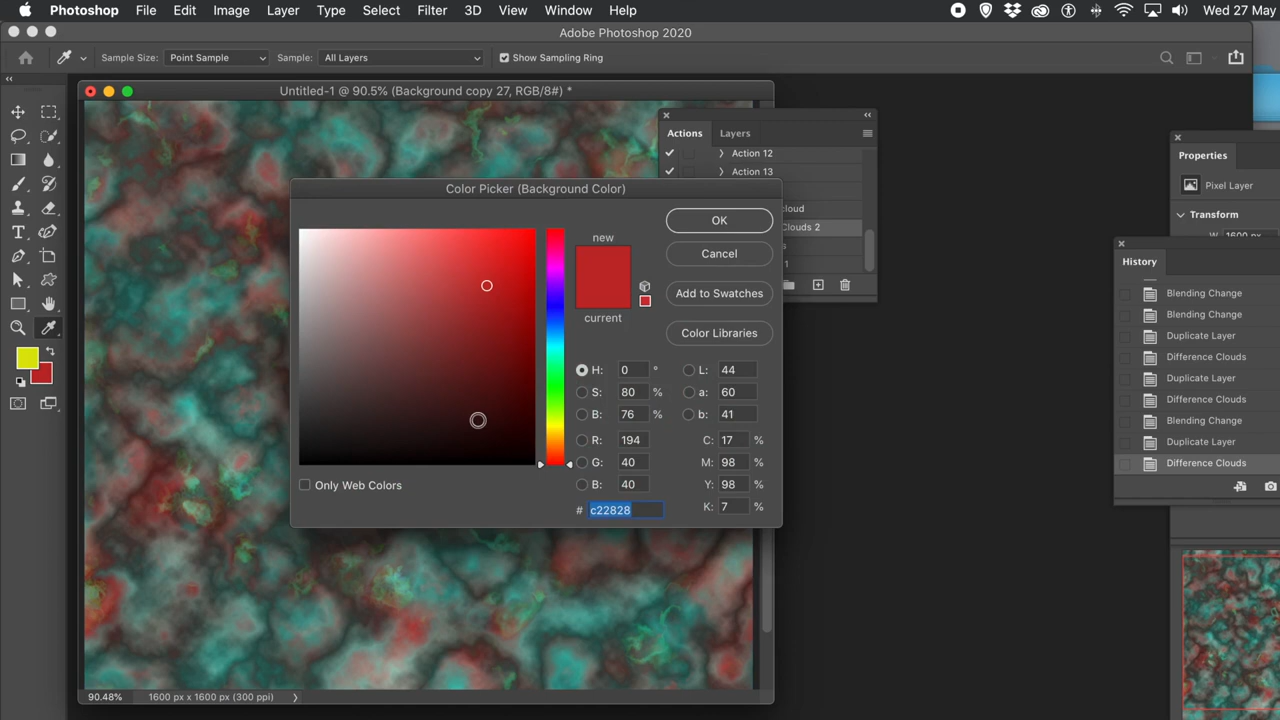 Photoshop File Edit Image Layer Type Select Filter 3D View Window Help Wed 27 May
Adobe Photoshop 2020
Sample Size: Point Sample Sample: All Layers Show Sampling Ring
Untitled-1 @ 90.5% (Background copy 27, RGB/8#) *
Actions Layers
Action 12
Action 13
cloud
Clouds 2
s
1
Properties
Pixel Layer
Transform
W 1600 px
History
Blending Change
Blending Change
Duplicate Layer
Difference Clouds
Duplicate Layer
Difference Clouds
Blending Change
Duplicate Layer
Difference Clouds
Color Picker (Background Color)
new
current
OK
Cancel
Add to Swatches
Color Libraries
H: 0 ° L: 44
S: 80 % a: 60
B: 76 % b: 41
R: 194 C: 17 %
G: 40 M: 98 %
B: 40 Y: 98 %
# c22828 K: 7 %
Only Web Colors
90.48% 1600 px x 1600 px (300 ppi)